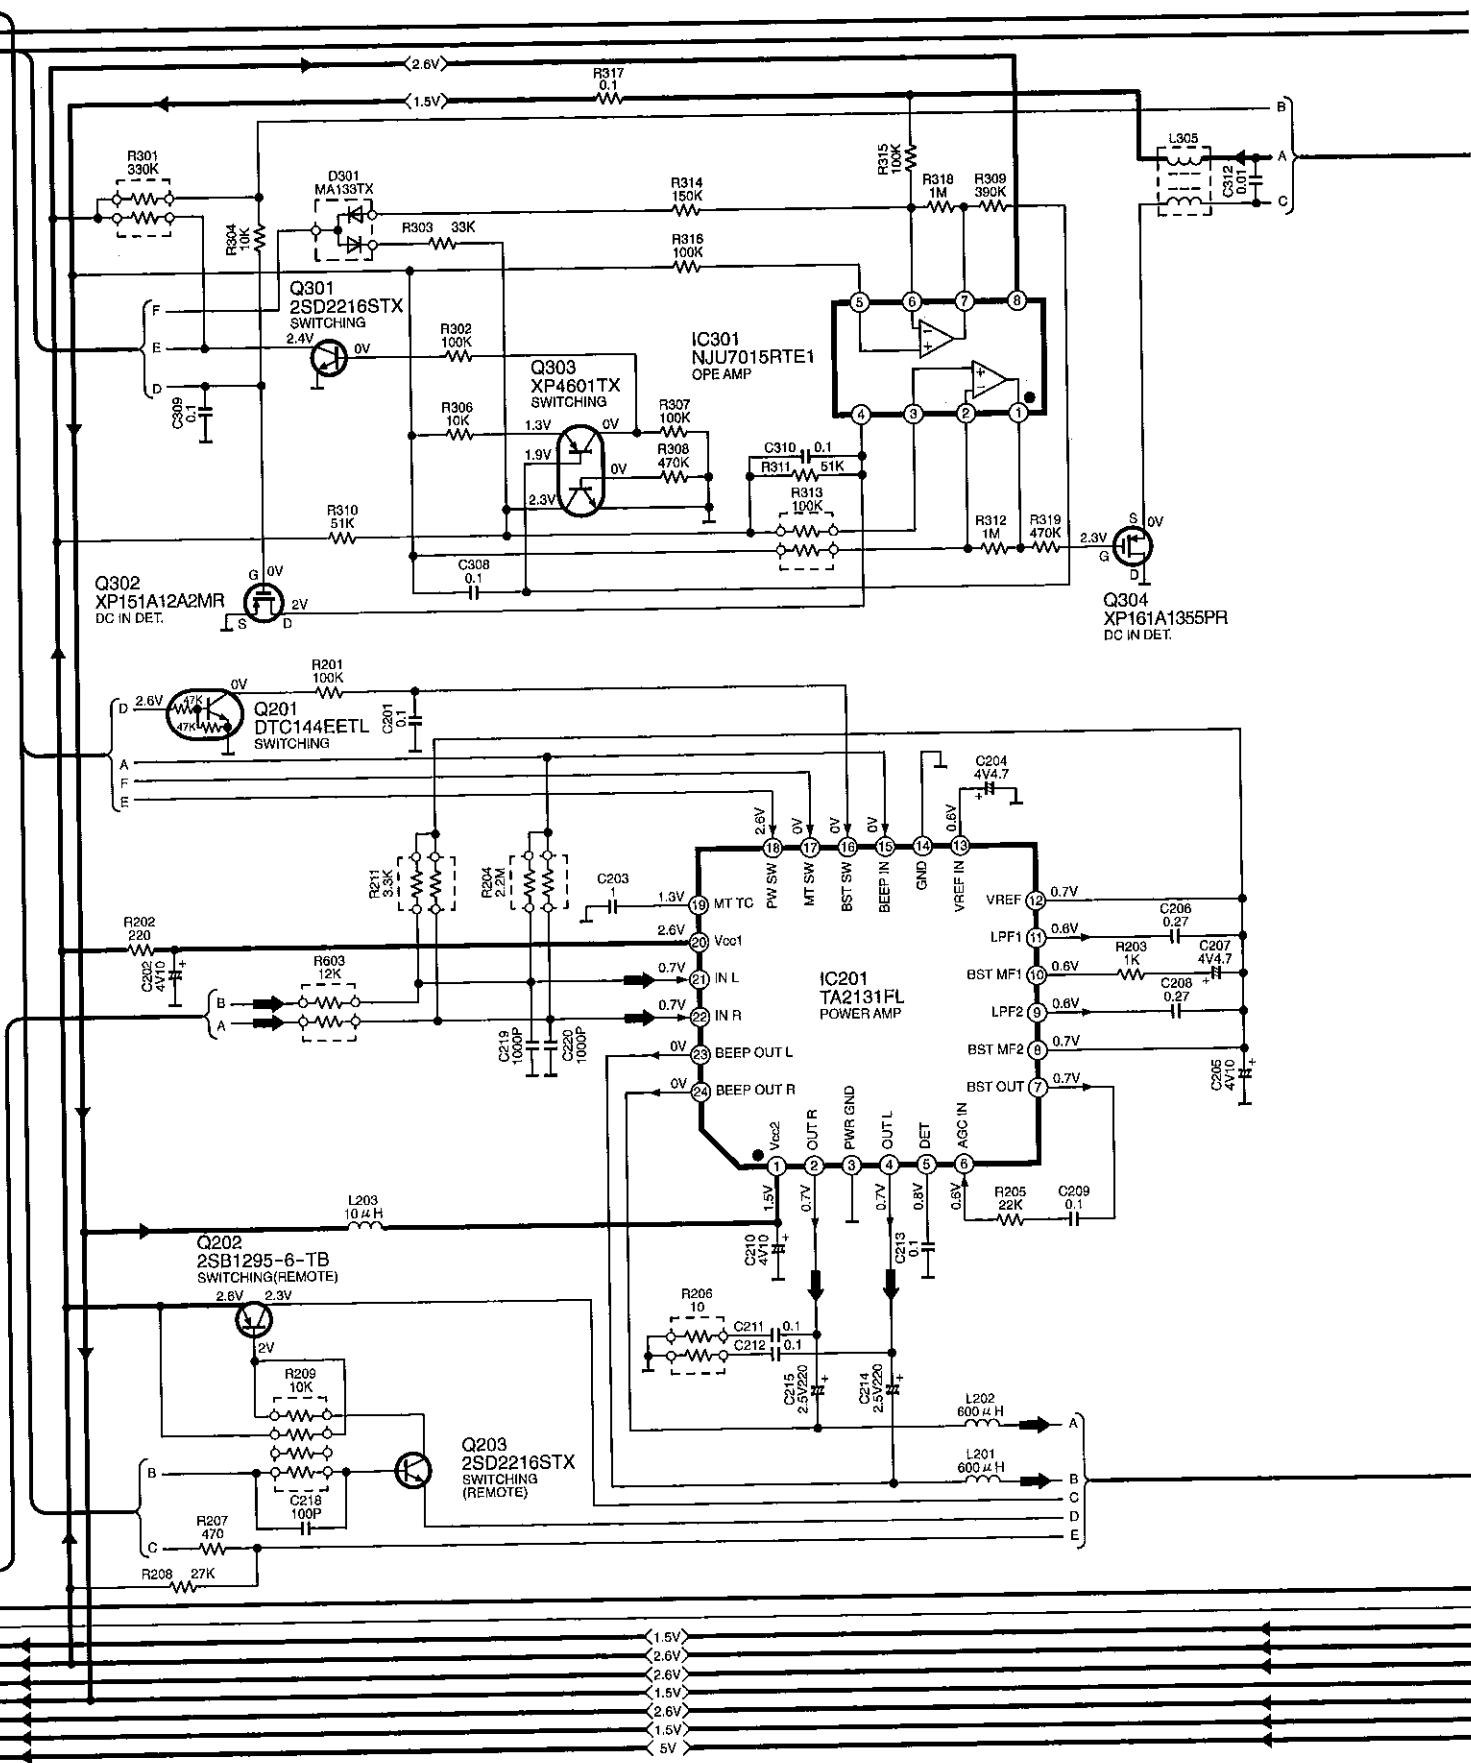 2.6V
R317
0.1
1.5V
B
R301
330K
R315
100K
L305
A
C312
0.01
C
D301
MA133TX
R314
150K
R318
1M
R309
390K
R304
10K
R303 33K
R316
100K
Q301
2SD2216STX
SWITCHING
F
5
6
7
8
2.4V
0V
E
R302
100K
IC301
NJU7015RTE1
OPE AMP
−
+
D
Q303
XP4601TX
SWITCHING
+
−
C309
0.1
R306
10K
R307
100K
4
3
2
1
1.3V
0V
1.9V
R308
470K
0V
C310 0.1
R311 51K
2.3V
R313
100K
R310
51K
R312
1M
R319
470K
S
0V
2.3V
G
D
C308
0.1
G
0V
Q302
XP151A12A2MR
DC IN DET.
2V
S
D
Q304
XP161A1355PR
DC IN DET.
R201
100K
0V
D
2.6V
47K
47K
Q201
DTC144EETL
SWITCHING
C201
0.1
A
F
E
C204
4V4.7
+
2.6V
0V
0V
0V
0.6V
18
17
16
15
14
13
PW SW
MT SW
BST SW
BEEP IN
GND
VREF IN
R211
3.3K
R204
2.2M
C203
1
1.3V
19
MT TC
VREF
12
0.7V
R202
220
2.6V
20
Vcc1
LPF1
11
0.6V
C206
0.27
C202
4V10
+
R603
12K
0.7V
21
IN L
IC201
TA2131FL
POWER AMP
BST MF1
10
0.6V
R203
1K
C207
4V4.7
+
B
A
0.7V
22
IN R
LPF2
9
0.6V
C208
0.27
C219
1000P
C220
1000P
0V
23
BEEP OUT L
BST MF2
8
0.7V
0V
24
BEEP OUT R
BST OUT
7
0.7V
C205
4V10
+
Vcc2
OUT R
PWR GND
OUT L
DET
AGC IN
1
2
3
4
5
6
1.5V
0.7V
0.7V
0.8V
0.6V
R205
22K
C209
0.1
L203
10μH
C210
4V10
+
C213
0.1
Q202
2SB1295-6-TB
SWITCHING(REMOTE)
2.6V
2.3V
2V
R206
10
C211 0.1
C212 0.1
C215
2.5V220
+
C214
2.5V220
+
R209
10K
L202
600μH
A
Q203
2SD2216STX
SWITCHING
(REMOTE)
L201
600μH
B
B
C
C218
100P
D
R207
470
E
C
R208 27K
1.5V
2.6V
2.6V
1.5V
2.6V
1.5V
5V